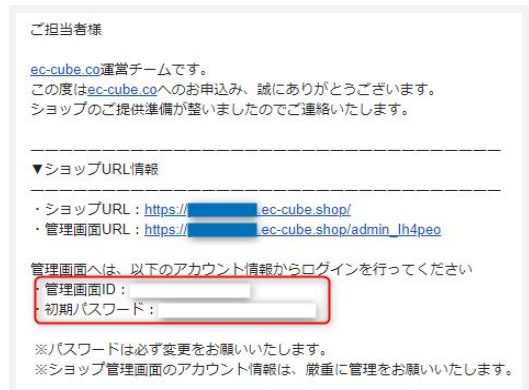 ご担当者様
ec-cube.co運営チームです。
この度はec-cube.coへのお申込み、誠にありがとうございます。
ショップのご提供準備が整いましたのでご連絡いたします。
――――――――――――――――――――――――――――
▼ショップURL情報
――――――――――――――――――――――――――――
・ショップURL：https:// .ec-cube.shop/
・管理画面URL：https:// .ec-cube.shop/admin_lh4peo
管理画面へは、以下のアカウント情報からログインを行ってください
・管理画面ID：
・初期パスワード：
※パスワードは必ず変更をお願いいたします。
※ショップ管理画面のアカウント情報は、厳重に管理をお願いいたします。